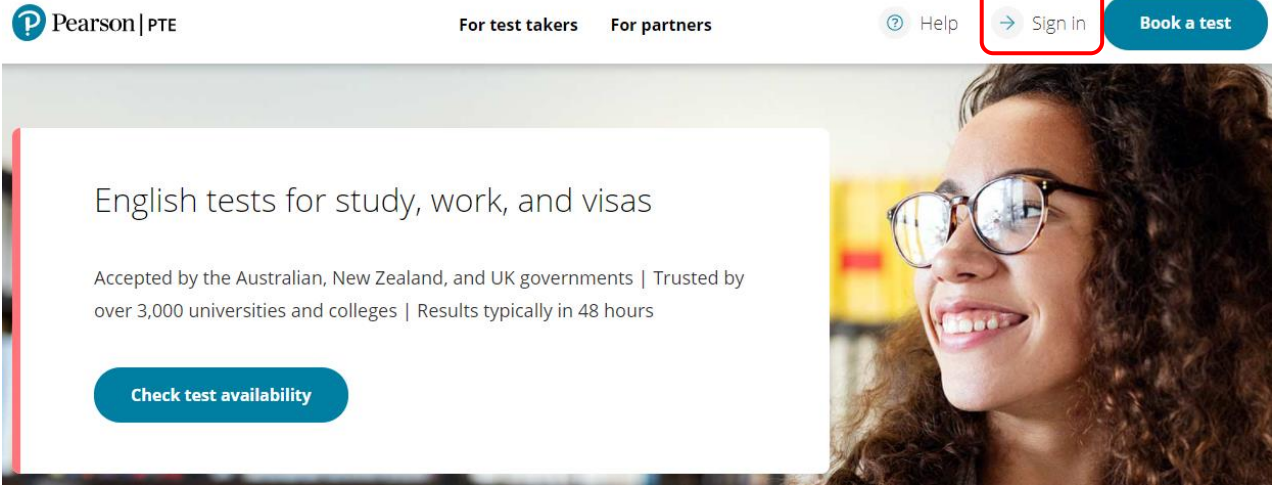 Pearson | PTE
For test takers
For partners
Help
Sign in
Book a test
English tests for study, work, and visas
Accepted by the Australian, New Zealand, and UK governments | Trusted by
over 3,000 universities and colleges | Results typically in 48 hours
Check test availability